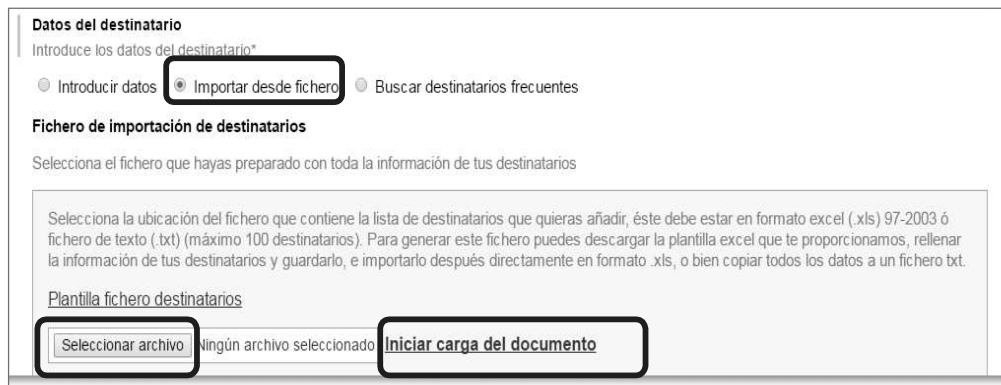 Datos del destinatario
Introduce los datos del destinatario*
Introducir datos Importar desde fichero Buscar destinatarios frecuentes
Fichero de importación de destinatarios
Selecciona el fichero que hayas preparado con toda la información de tus destinatarios
Selecciona la ubicación del fichero que contiene la lista de destinatarios que quieras añadir, éste debe estar en formato excel (.xls) 97-2003 ó
fichero de texto (.txt) (máximo 100 destinatarios). Para generar este fichero puedes descargar la plantilla excel que te proporcionamos, rellenar
la información de tus destinatarios y guardarlo, e importarlo después directamente en formato .xls, o bien copiar todos los datos a un fichero txt.
Plantilla fichero destinatarios
Seleccionar archivo Ningún archivo seleccionado Iniciar carga del documento